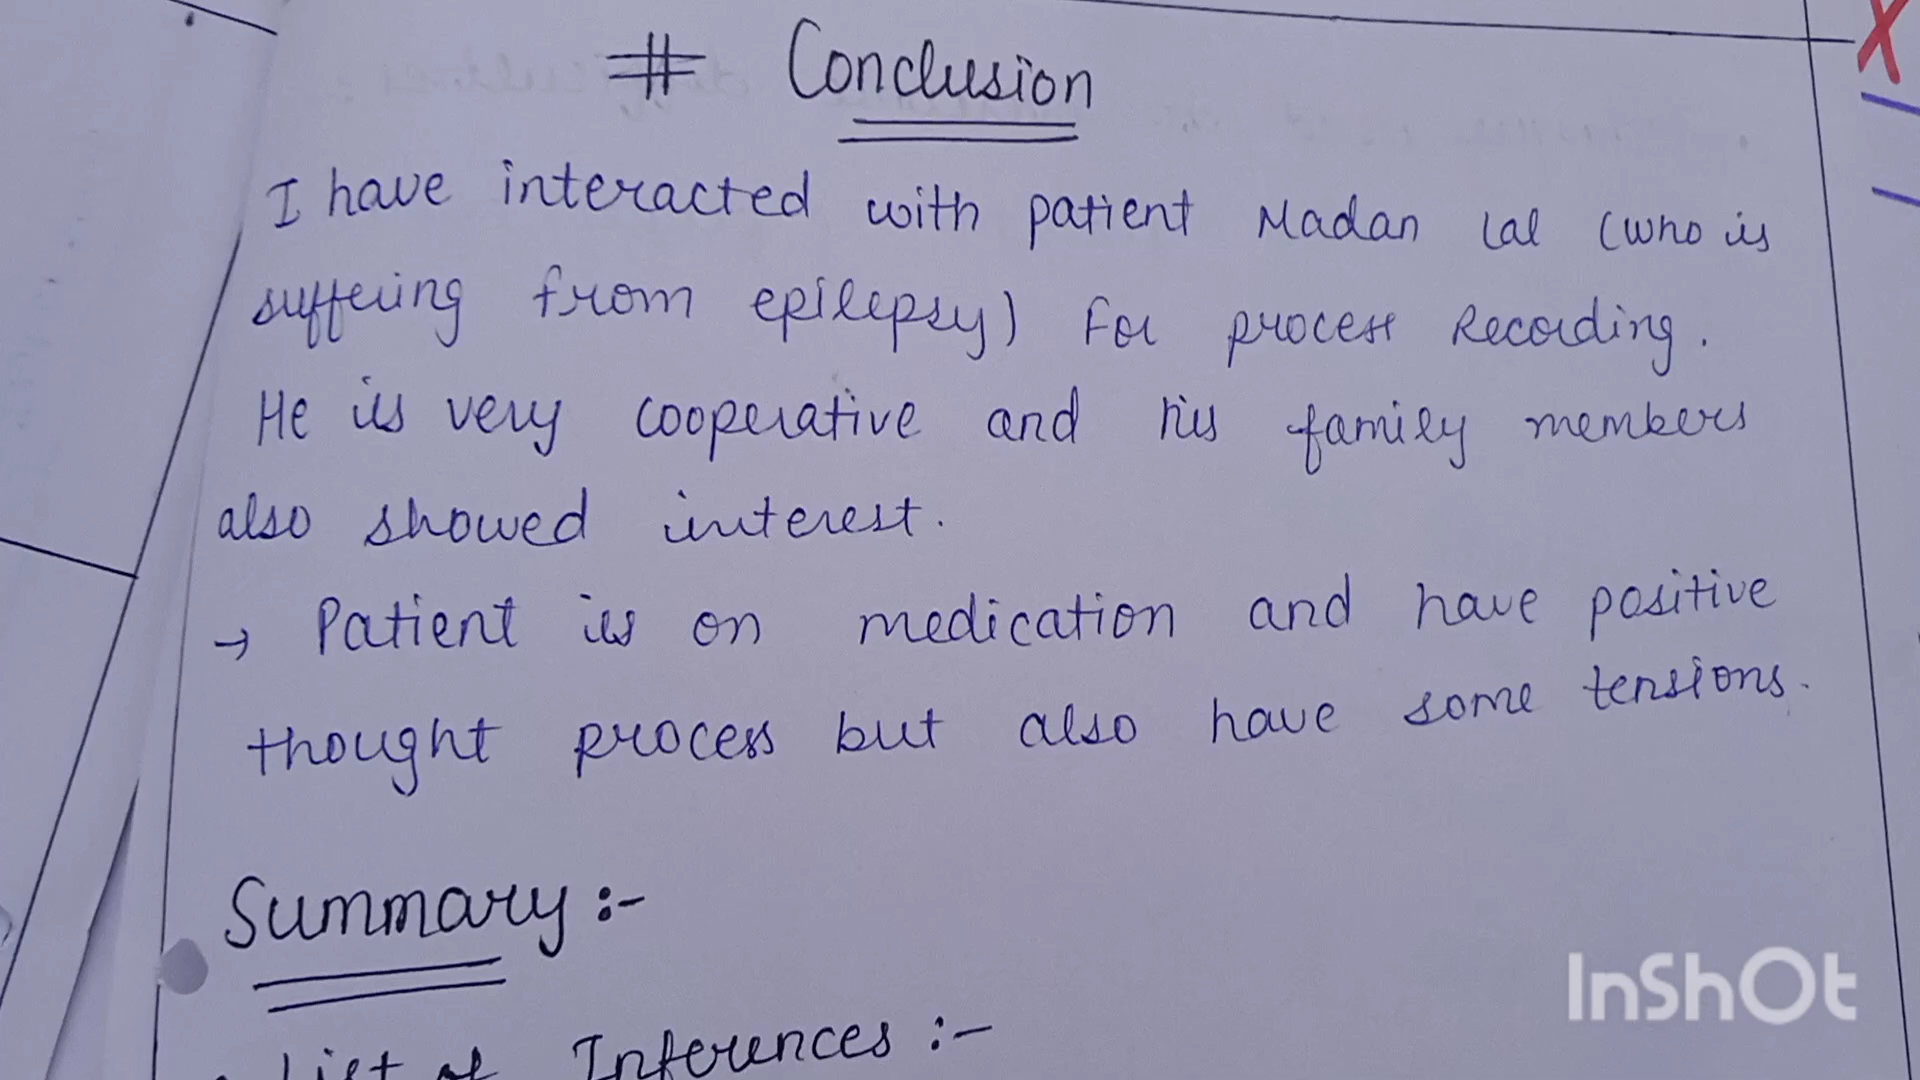 # Conclusion
I have interacted with patient Madan Lal (who is
suffering from epilepsy) For process Recording.
He is very cooperative and his family members
also showed interest.
→ Patient is on medication and have positive
thought process but also have some tensions.
Summary :-
• List of Inferences :-
InShOt